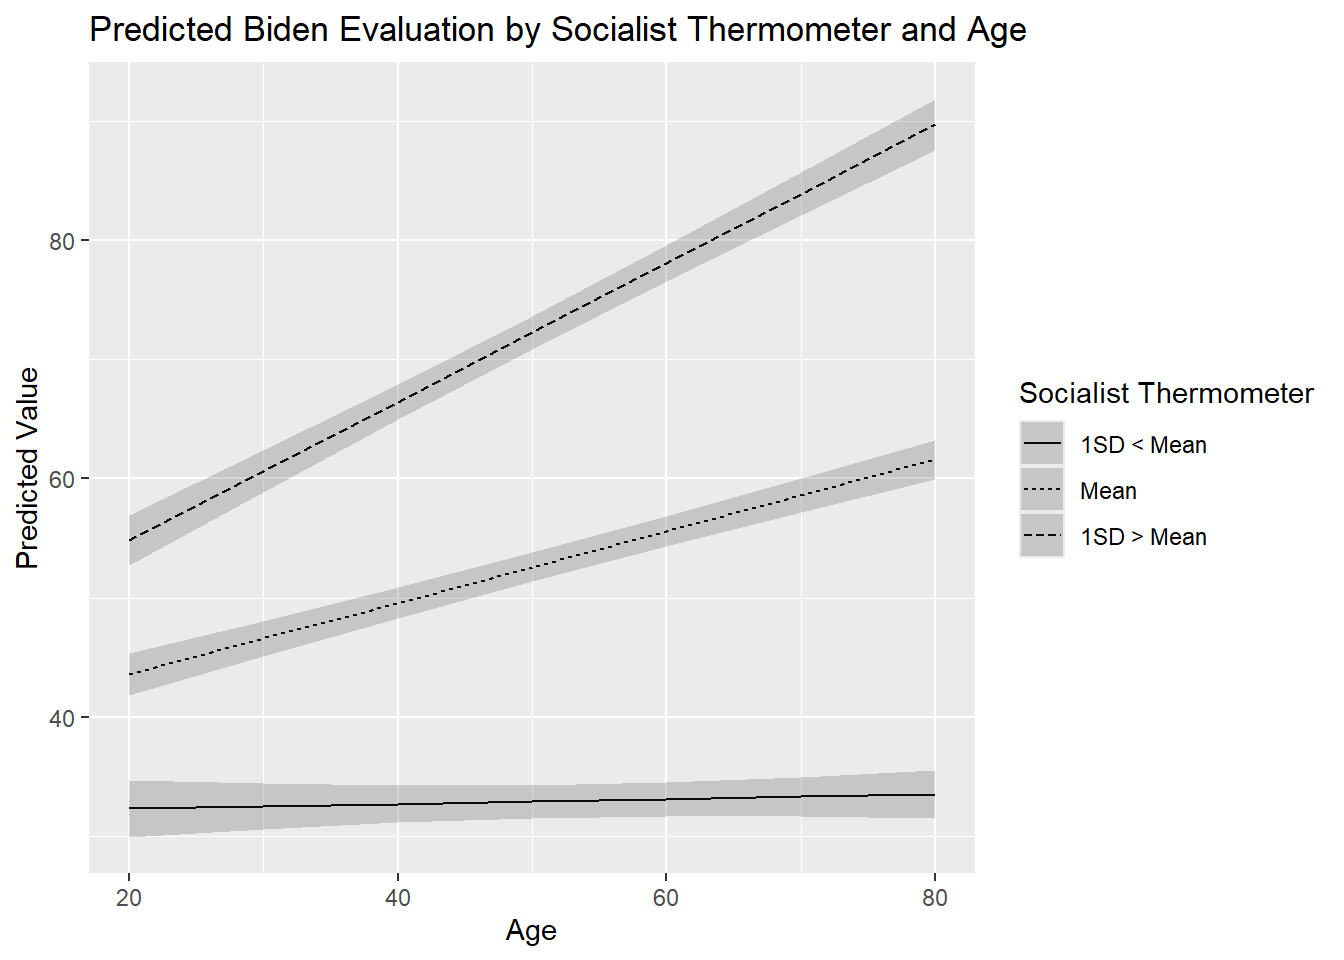 Predicted Biden Evaluation by Socialist Thermometer and Age
Predicted Value
80
60
40
20 40 60 80
Age
Socialist Thermometer
1SD < Mean
Mean
1SD > Mean